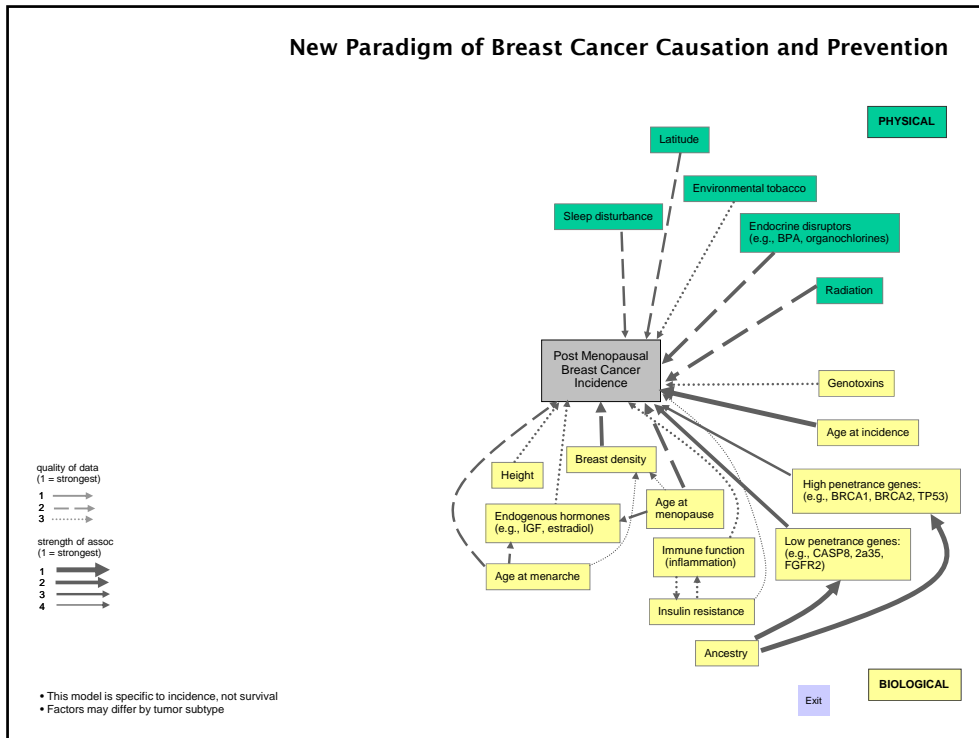 New Paradigm of Breast Cancer Causation and Prevention
PHYSICAL
Latitude
Environmental tobacco
Sleep disturbance
Endocrine disruptors
(e.g., BPA, organochlorines)
Radiation
Post Menopausal
Breast Cancer
Incidence
Genotoxins
Age at incidence
Breast density
Height
High penetrance genes:
(e.g., BRCA1, BRCA2, TP53)
Endogenous hormones
(e.g., IGF, estradiol)
Age at
menopause
Low penetrance genes:
(e.g., CASP8, 2a35,
FGFR2)
Immune function
(inflammation)
Age at menarche
Insulin resistance
Ancestry
quality of data
(1 = strongest)
1
2
3
strength of assoc
(1 = strongest)
1
2
3
4
BIOLOGICAL
• This model is specific to incidence, not survival
• Factors may differ by tumor subtype
Exit